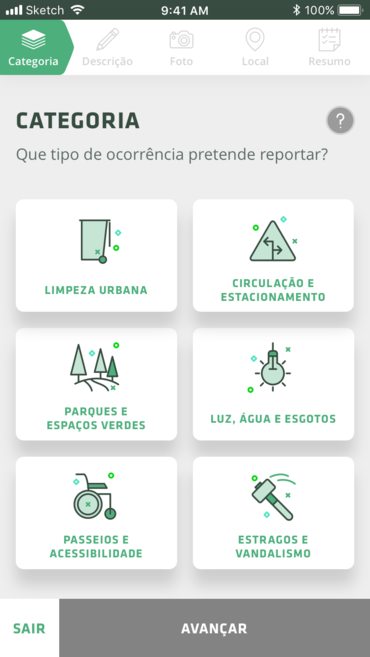 Sketch 9:41 AM 100%
Categoria Descrição Foto Local Resumo
CATEGORIA ?
Que tipo de ocorrência pretende reportar?
LIMPEZA URBANA
CIRCULAÇÃO E
ESTACIONAMENTO
PARQUES E
ESPAÇOS VERDES
LUZ, ÁGUA E ESGOTOS
PASSEIOS E
ACESSIBILIDADE
ESTRAGOS E
VANDALISMO
SAIR AVANÇAR